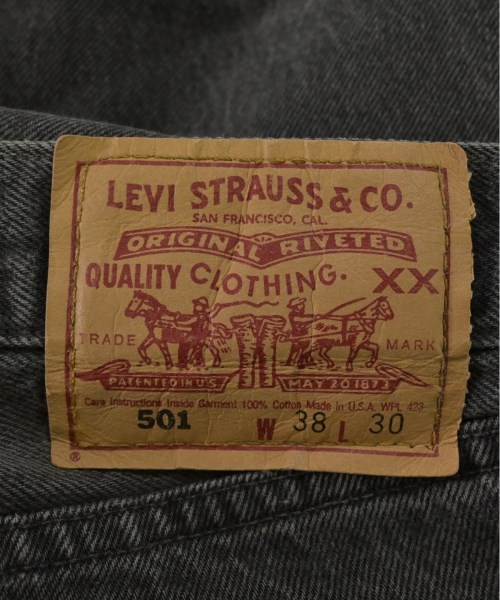 LEVI STRAUSS & CO.
SAN FRANCISCO, CAL.
ORIGINAL RIVETED
QUALITY CLOTHING. XX
TRADE MARK
PATENTED IN U.S. MAY 20 1873
Care Instructions Inside Garment 100% Cotton Made in U.S.A. WPL 423
501 W 38 L 30
®